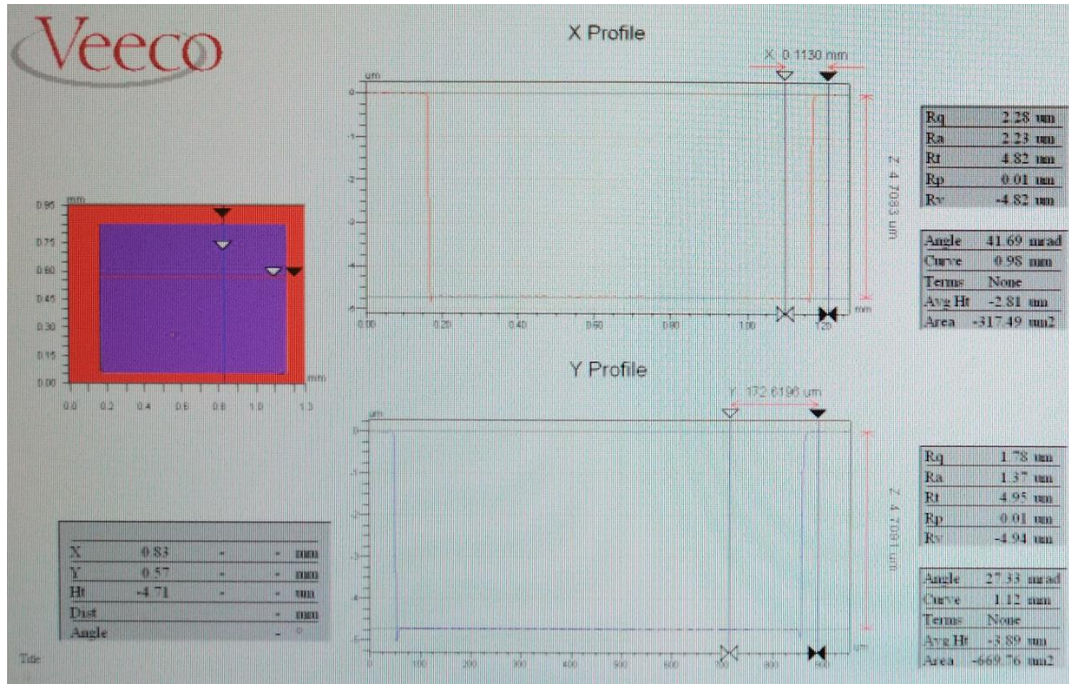 Veeco
X Profile
X: 0.1130 mm
um
0
-1
-2
-4
0.00 0.20 0.40 0.60 0.80 1.00 1.20
mm
Z 4.7083 um
Rq 2.28 um
Ra 2.23 um
Rt 4.82 um
Rp 0.01 um
Rv -4.82 um
Angle 41.69 mrad
Curve 0.98 mm
Terms None
Avg Ht -2.81 um
Area -317.49 um2
mm
0.95
0.75
0.60
0.45
0.30
0.15
0.00
mm
0.0 0.2 0.4 0.6 0.8 1.0 1.3
Y Profile
Y: 172.6196 um
um
0
-1
-2
-3
-4
-5
0 100 200 300 400 500 600 700 800
um
Z 4.7091 um
Rq 1.78 um
Ra 1.37 um
Rt 4.95 um
Rp 0.01 um
Rv -4.94 um
Angle 27.33 mrad
Curve 1.12 mm
Terms None
Avg Ht -3.89 um
Area -669.76 um2
X 0.83 - - mm
Y 0.57 - - mm
Ht -4.71 - - um
Dist - mm
Angle - °
Title